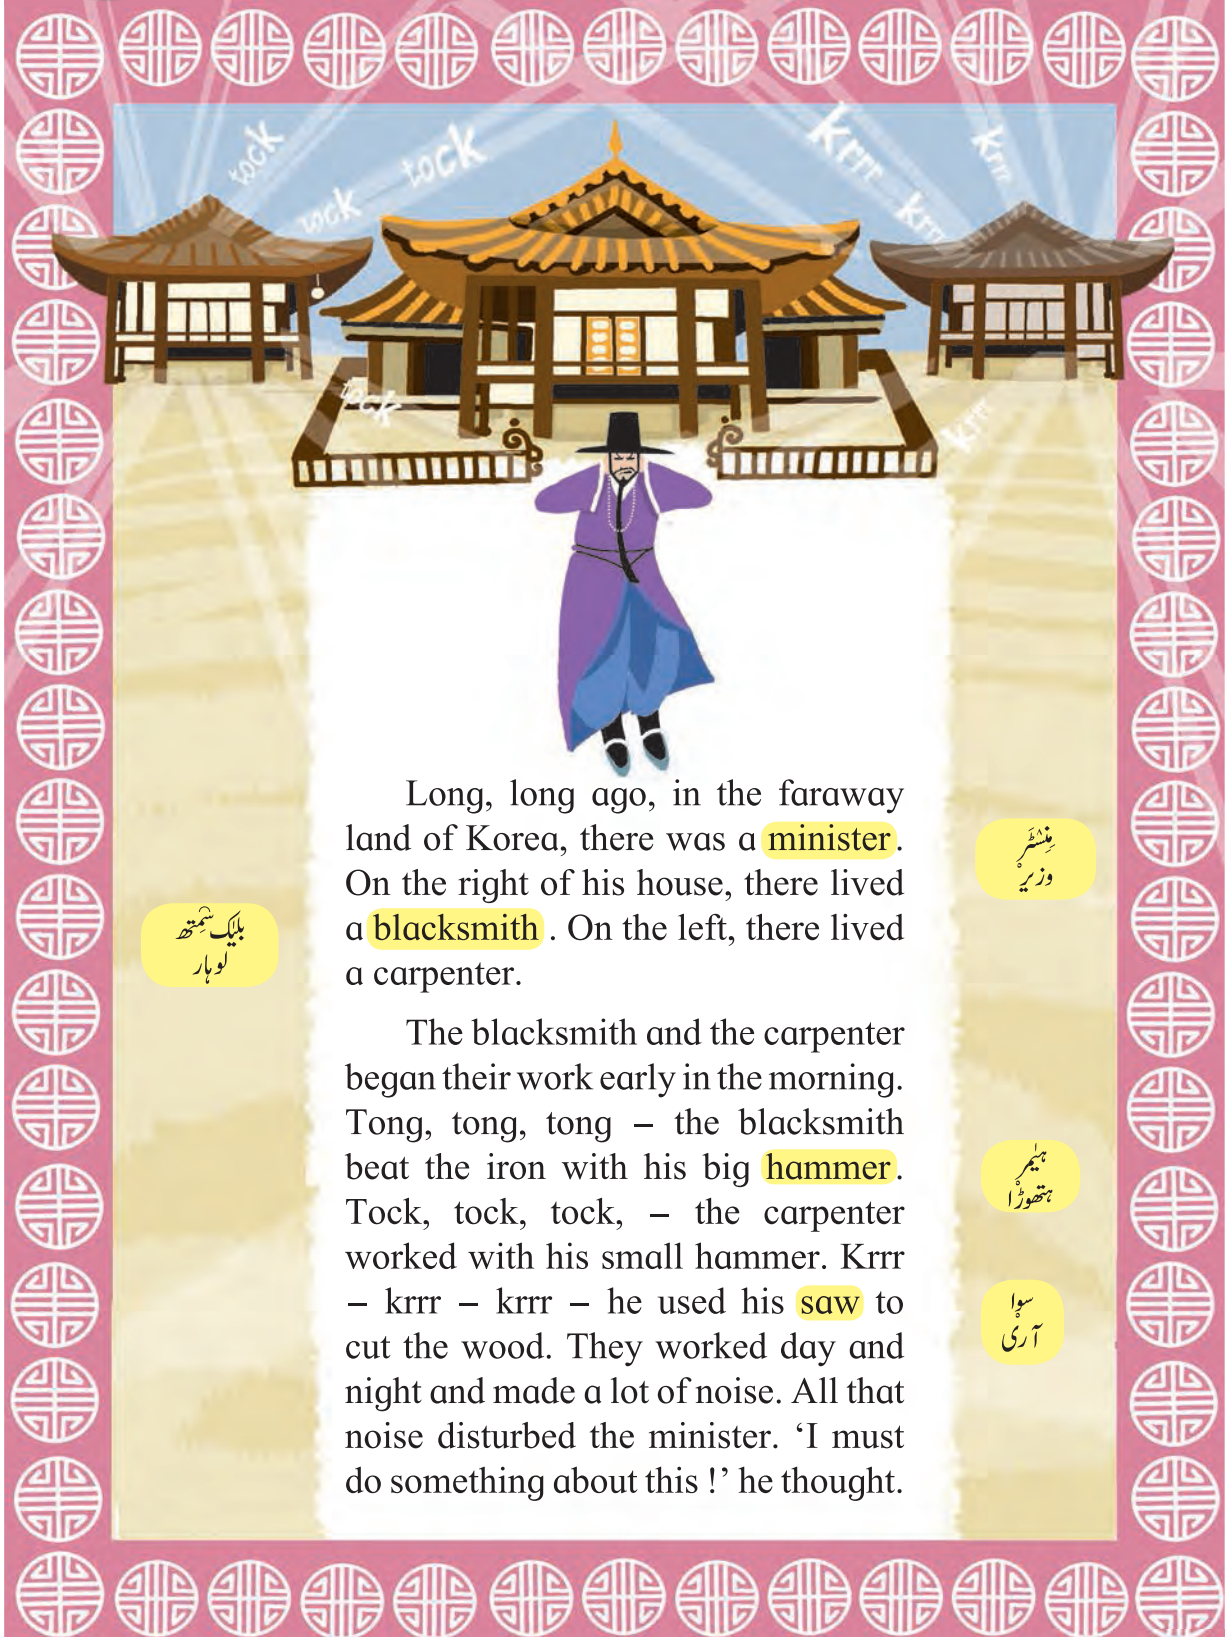 tock
tock
tock
krrr
krrr
krrr
tock
krrr
Long, long ago, in the faraway
land of Korea, there was a minister.
On the right of his house, there lived
a blacksmith . On the left, there lived
a carpenter.
مِنِسْٹَر
وزیر
بلیک سْمِتھ
لوہار
The blacksmith and the carpenter
began their work early in the morning.
Tong, tong, tong – the blacksmith
beat the iron with his big hammer.
Tock, tock, tock, – the carpenter
worked with his small hammer. Krrr
– krrr – krrr – he used his saw to
cut the wood. They worked day and
night and made a lot of noise. All that
noise disturbed the minister. ‘I must
do something about this !’ he thought.
ہیمر
ہتھوڑا
سوا
آری